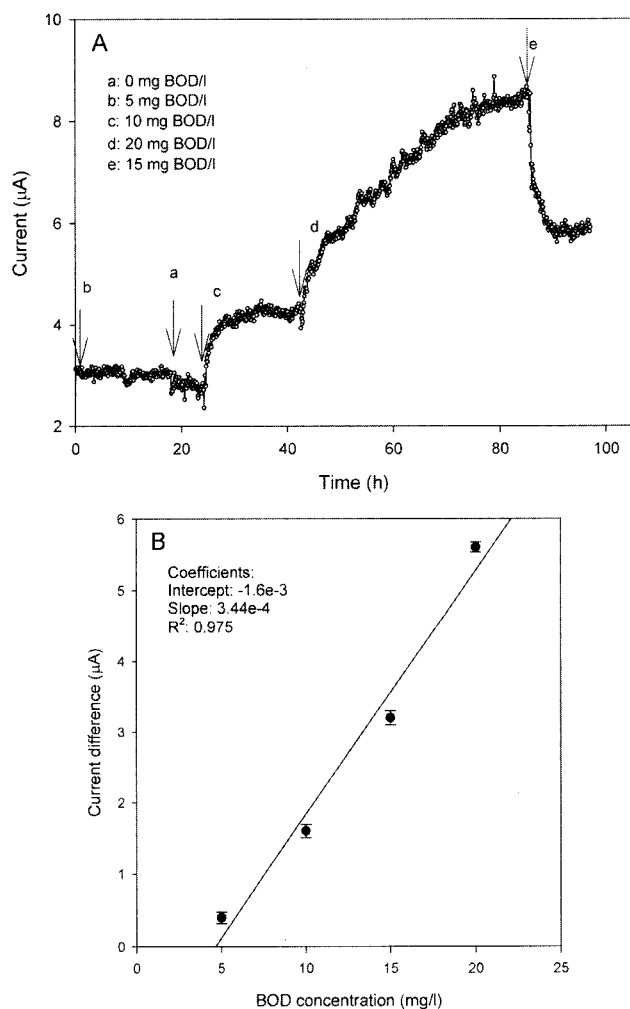 A
a: 0 mg BOD/l
b: 5 mg BOD/l
c: 10 mg BOD/l
d: 20 mg BOD/l
e: 15 mg BOD/l
b
a
c
d
e
10
8
6
4
2
Current (μA)
0
20
40
60
80
100
Time (h)
B
Coefficients:
Intercept: -1.6e-3
Slope: 3.44e-4
R²: 0.975
6
5
4
3
2
1
0
Current difference (μA)
0
5
10
15
20
25
BOD concentration (mg/l)